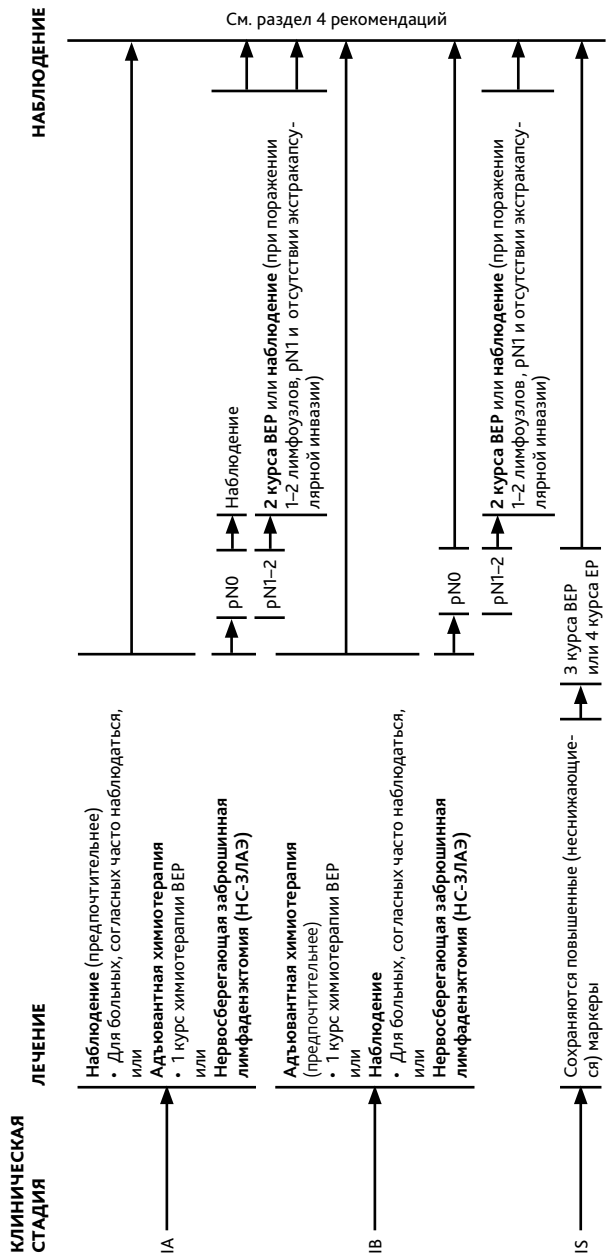 КЛИНИЧЕСКАЯ
СТАДИЯ
ЛЕЧЕНИЕ
НАБЛЮДЕНИЕ
IA
Наблюдение (предпочтительнее)
• Для больных, согласных часто наблюдаться,
или
Адъювантная химиотерапия
• 1 курс химиотерапии BEP
или
Нервосберегающая забрюшинная
лимфаденэктомия (НС-ЗЛАЭ)
pN0
Наблюдение
pN1–2
2 курса BEP или наблюдение (при поражении
1–2 лимфоузлов, pN1 и отсутствии экстракапсу-
лярной инвазии)
IB
Адъювантная химиотерапия
(предпочтительнее)
• 1 курс химиотерапии BEP
или
Наблюдение
• Для больных, согласных часто наблюдаться,
или
Нервосберегающая забрюшинная
лимфаденэктомия (НС-ЗЛАЭ)
pN0
pN1–2
2 курса BEP или наблюдение (при поражении
1–2 лимфоузлов , pN1 и отсутствии экстракапсу-
лярной инвазии)
IS
Сохраняются повышенные (неснижающие-
ся) маркеры
3 курса BEP
или 4 курса EP
См. раздел 4 рекомендаций